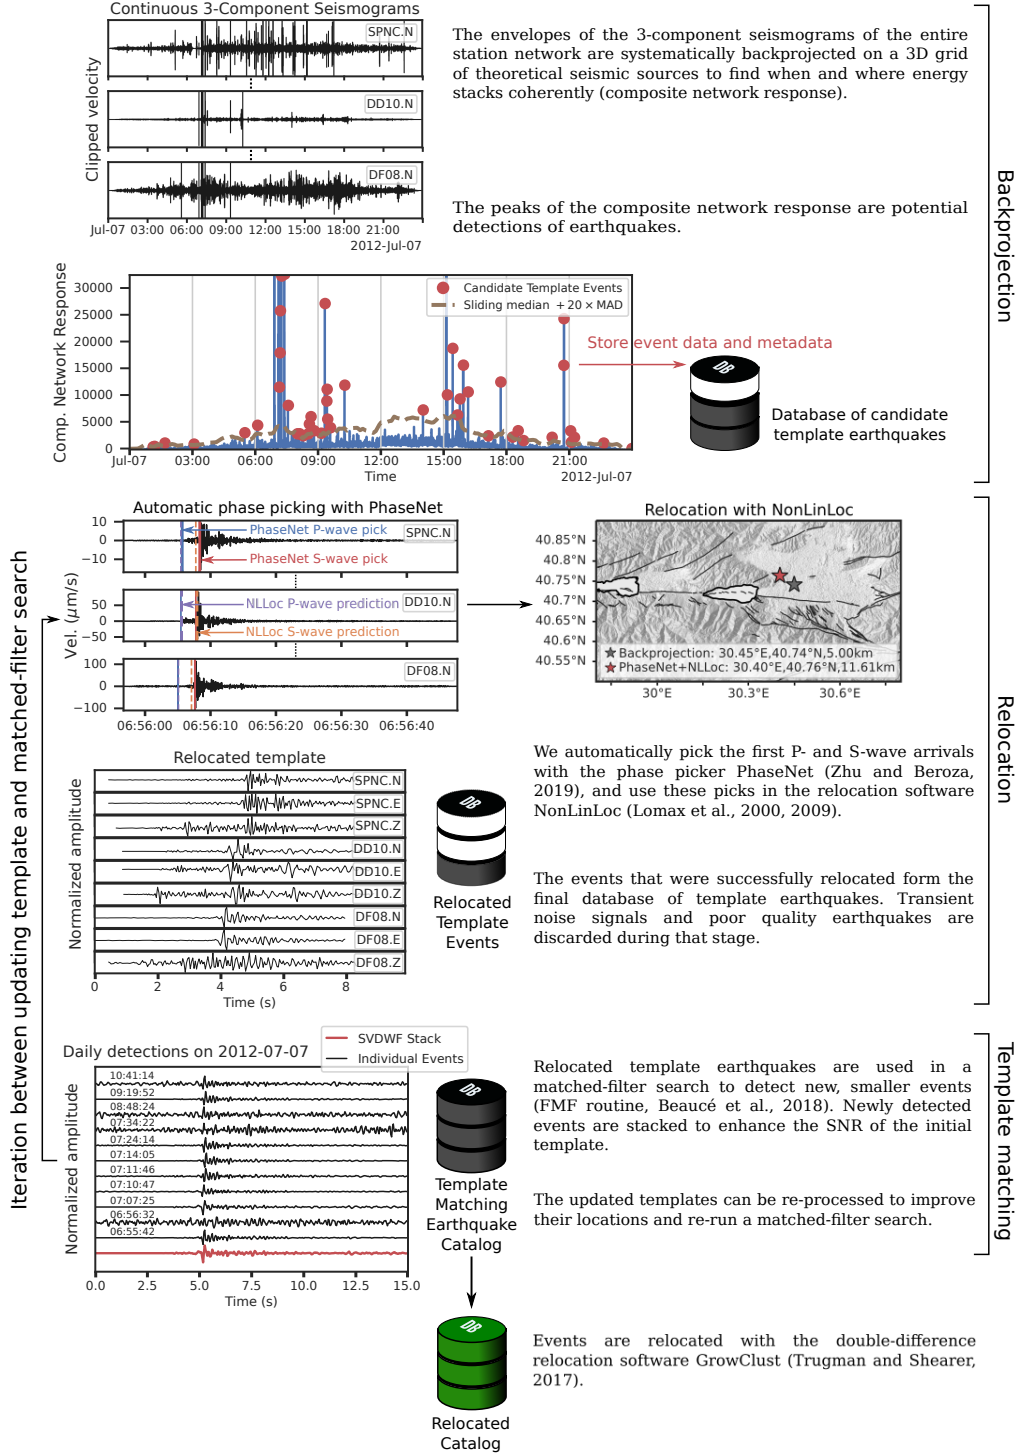 Continuous 3-Component Seismograms
SPNC.N
DD10.N
DF08.N
Clipped velocity
Jul-07 03:00 06:00 09:00 12:00 15:00 18:00 21:00
2012-Jul-07
The envelopes of the 3-component seismograms of the entire
station network are systematically backprojected on a 3D grid
of theoretical seismic sources to find when and where energy
stacks coherently (composite network response).
The peaks of the composite network response are potential
detections of earthquakes.
Backprojection
Comp. Network Response
30000
25000
20000
15000
10000
5000
0
Candidate Template Events
Sliding median + 20 × MAD
Jul-07 03:00 06:00 09:00 12:00 15:00 18:00 21:00
Time
2012-Jul-07
Store event data and metadata
DB
Database of candidate
template earthquakes
Automatic phase picking with PhaseNet
10
0
−10
PhaseNet P-wave pick
PhaseNet S-wave pick
SPNC.N
50
0
−50
NLLoc P-wave prediction
NLLoc S-wave prediction
DD10.N
100
0
−100
DF08.N
Vel. (μm/s)
06:56:00 06:56:10 06:56:20 06:56:30 06:56:40
Relocation with NonLinLoc
40.85°N
40.8°N
40.75°N
40.7°N
40.65°N
40.6°N
40.55°N
Backprojection: 30.45°E,40.74°N,5.00km
PhaseNet+NLLoc: 30.40°E,40.76°N,11.61km
30°E 30.3°E 30.6°E
Relocation
We automatically pick the first P- and S-wave arrivals
with the phase picker PhaseNet (Zhu and Beroza,
2019), and use these picks in the relocation software
NonLinLoc (Lomax et al., 2000, 2009).
The events that were successfully relocated form the
final database of template earthquakes. Transient
noise signals and poor quality earthquakes are
discarded during that stage.
Relocated template
Normalized amplitude
SPNC.N
SPNC.E
SPNC.Z
DD10.N
DD10.E
DD10.Z
DF08.N
DF08.E
DF08.Z
0 2 4 6 8
Time (s)
DB
Relocated
Template
Events
Iteration between updating template and matched-filter search
Daily detections on 2012-07-07
SVDWF Stack
Individual Events
Normalized amplitude
10:41:14
09:19:52
08:48:24
07:34:22
07:24:14
07:14:05
07:11:46
07:10:47
07:07:25
06:56:32
06:55:42
0.0 2.5 5.0 7.5 10.0 12.5 15.0
Time (s)
DB
Template
Matching
Earthquake
Catalog
Relocated template earthquakes are used in a
matched-filter search to detect new, smaller events
(FMF routine, Beaucé et al., 2018). Newly detected
events are stacked to enhance the SNR of the initial
template.
The updated templates can be re-processed to improve
their locations and re-run a matched-filter search.
Template matching
DB
Relocated
Catalog
Events are relocated with the double-difference
relocation software GrowClust (Trugman and Shearer,
2017).